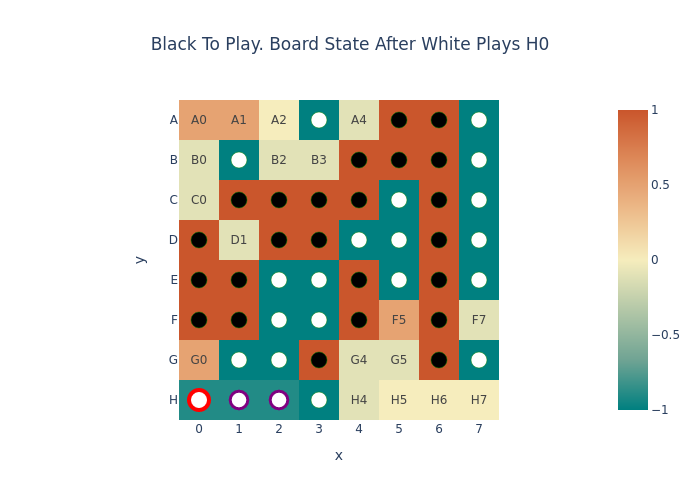 Black To Play. Board State After White Plays H0
A A0 A1 A2 A4
B B0 B2 B3
C C0
D D1
E
F F5 F7
G G0 G4 G5
H H4 H5 H6 H7
0 1 2 3 4 5 6 7
x
y
1
0.5
0
−0.5
−1